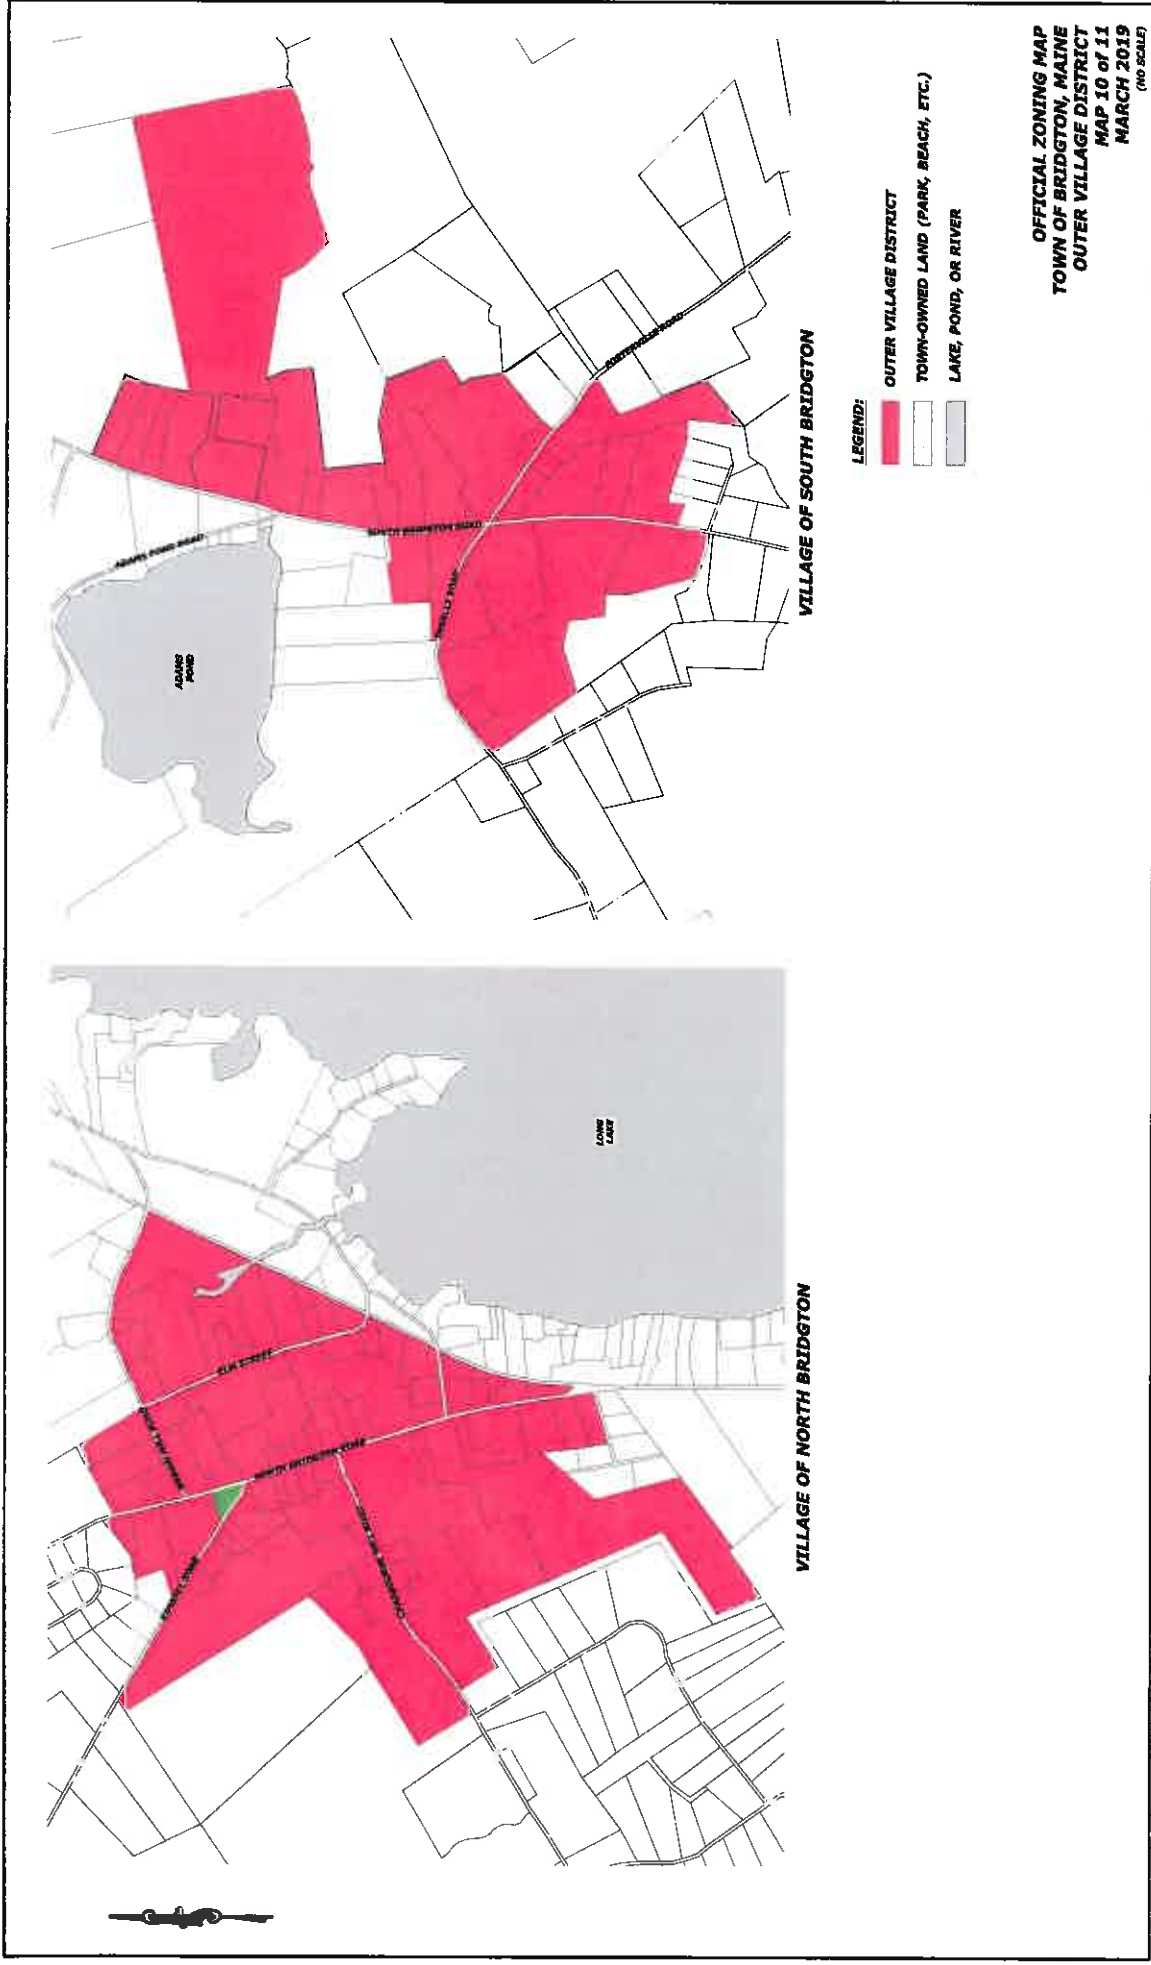 OFFICIAL ZONING MAP
TOWN OF BRIDGTON, MAINE
OUTER VILLAGE DISTRICT
MAP 10 of 11
MARCH 2019
(NO SCALE)
LEGEND:
OUTER VILLAGE DISTRICT
TOWN-OWNED LAND (PARK, BEACH, ETC.)
LAKE, POND, OR RIVER
VILLAGE OF NORTH BRIDGTON
LONG
LAKE
ELM STREET
NORTH BRIDGTON ROAD
VILLAGE OF SOUTH BRIDGTON
ADAMS
POND
ADAMS POND ROAD
SOUTH BRIDGTON ROAD
ROAD